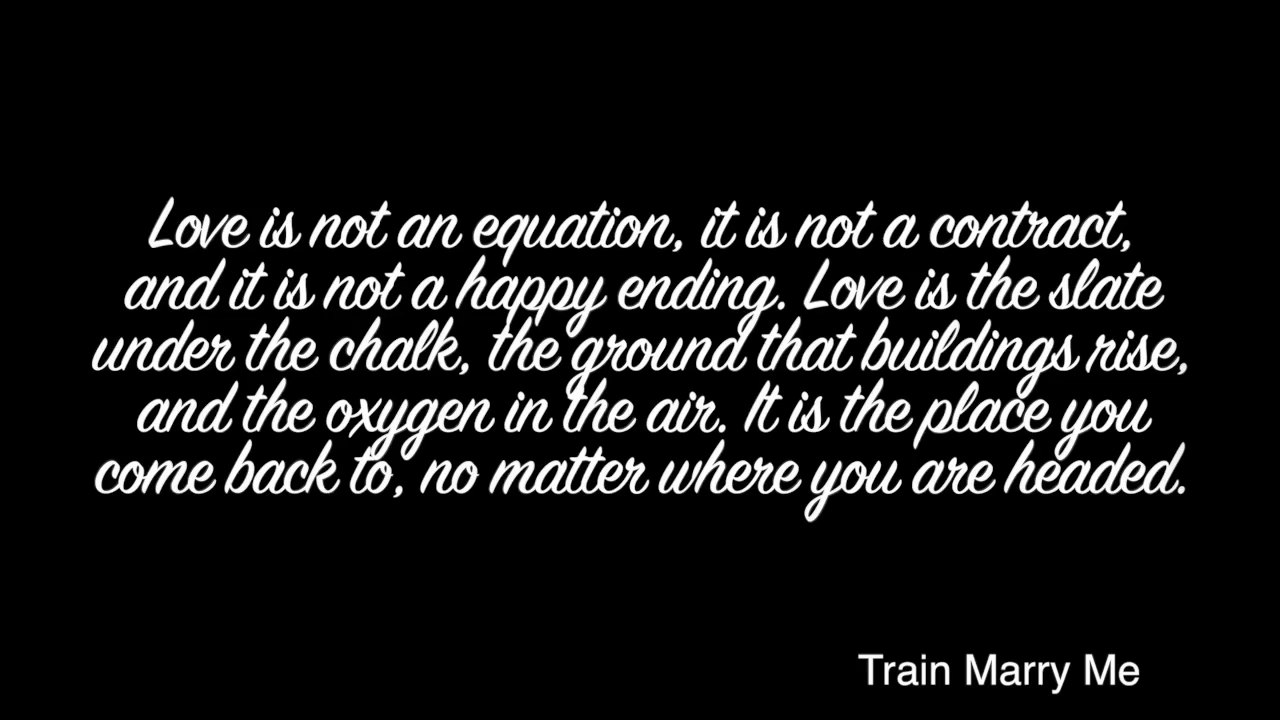 Love is not an equation, it is not a contract,
and it is not a happy ending. Love is the slate
under the chalk, the ground that buildings rise,
and the oxygen in the air. It is the place you
come back to, no matter where you are headed.
Train Marry Me